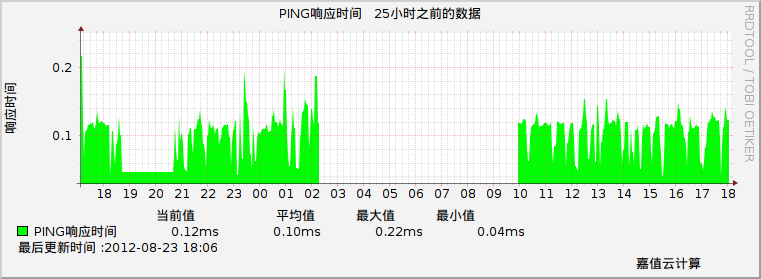 PING响应时间 25小时之前的数据
RRDTOOL / TOBI OETIKER
响应时间
0.2
0.1
18 19 20 21 22 23 00 01 02 03 04 05 06 07 08 09 10 11 12 13 14 15 16 17 18
当前值 平均值 最大值 最小值
PING响应时间 0.12ms 0.10ms 0.22ms 0.04ms
最后更新时间 :2012-08-23 18:06
嘉值云计算